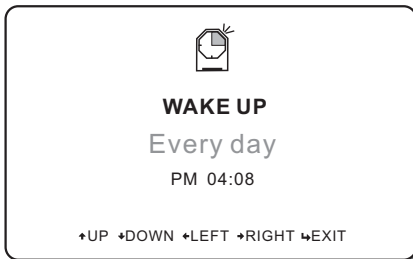 WAKE UP
Every day
PM 04:08
↑UP ↓DOWN ←LEFT →RIGHT ↵EXIT